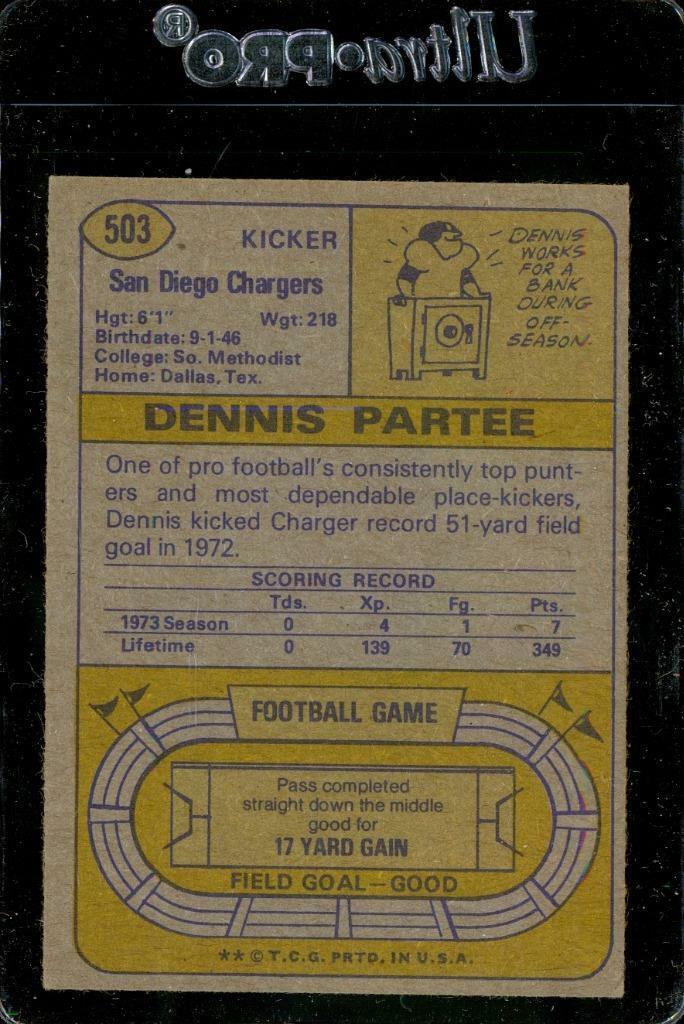 Ultra•PRO®
503
KICKER
San Diego Chargers
Hgt: 6'1" Wgt: 218
Birthdate: 9-1-46
College: So. Methodist
Home: Dallas, Tex.
DENNIS
WORKS
FOR A
BANK
DURING
OFF-
SEASON.
DENNIS PARTEE
One of pro football's consistently top punt-
ers and most dependable place-kickers,
Dennis kicked Charger record 51-yard field
goal in 1972.
SCORING RECORD
Tds. Xp. Fg. Pts.
1973 Season 0 4 1 7
Lifetime 0 139 70 349
FOOTBALL GAME
Pass completed
straight down the middle
good for
17 YARD GAIN
FIELD GOAL—GOOD
** © T.C.G. PRTD. IN U.S.A.